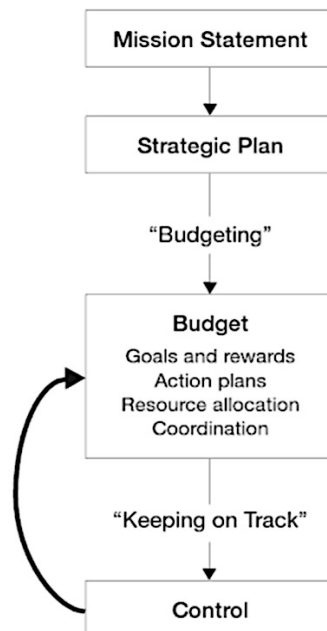 Mission Statement
Strategic Plan
“Budgeting”
Budget
Goals and rewards
Action plans
Resource allocation
Coordination
“Keeping on Track”
Control